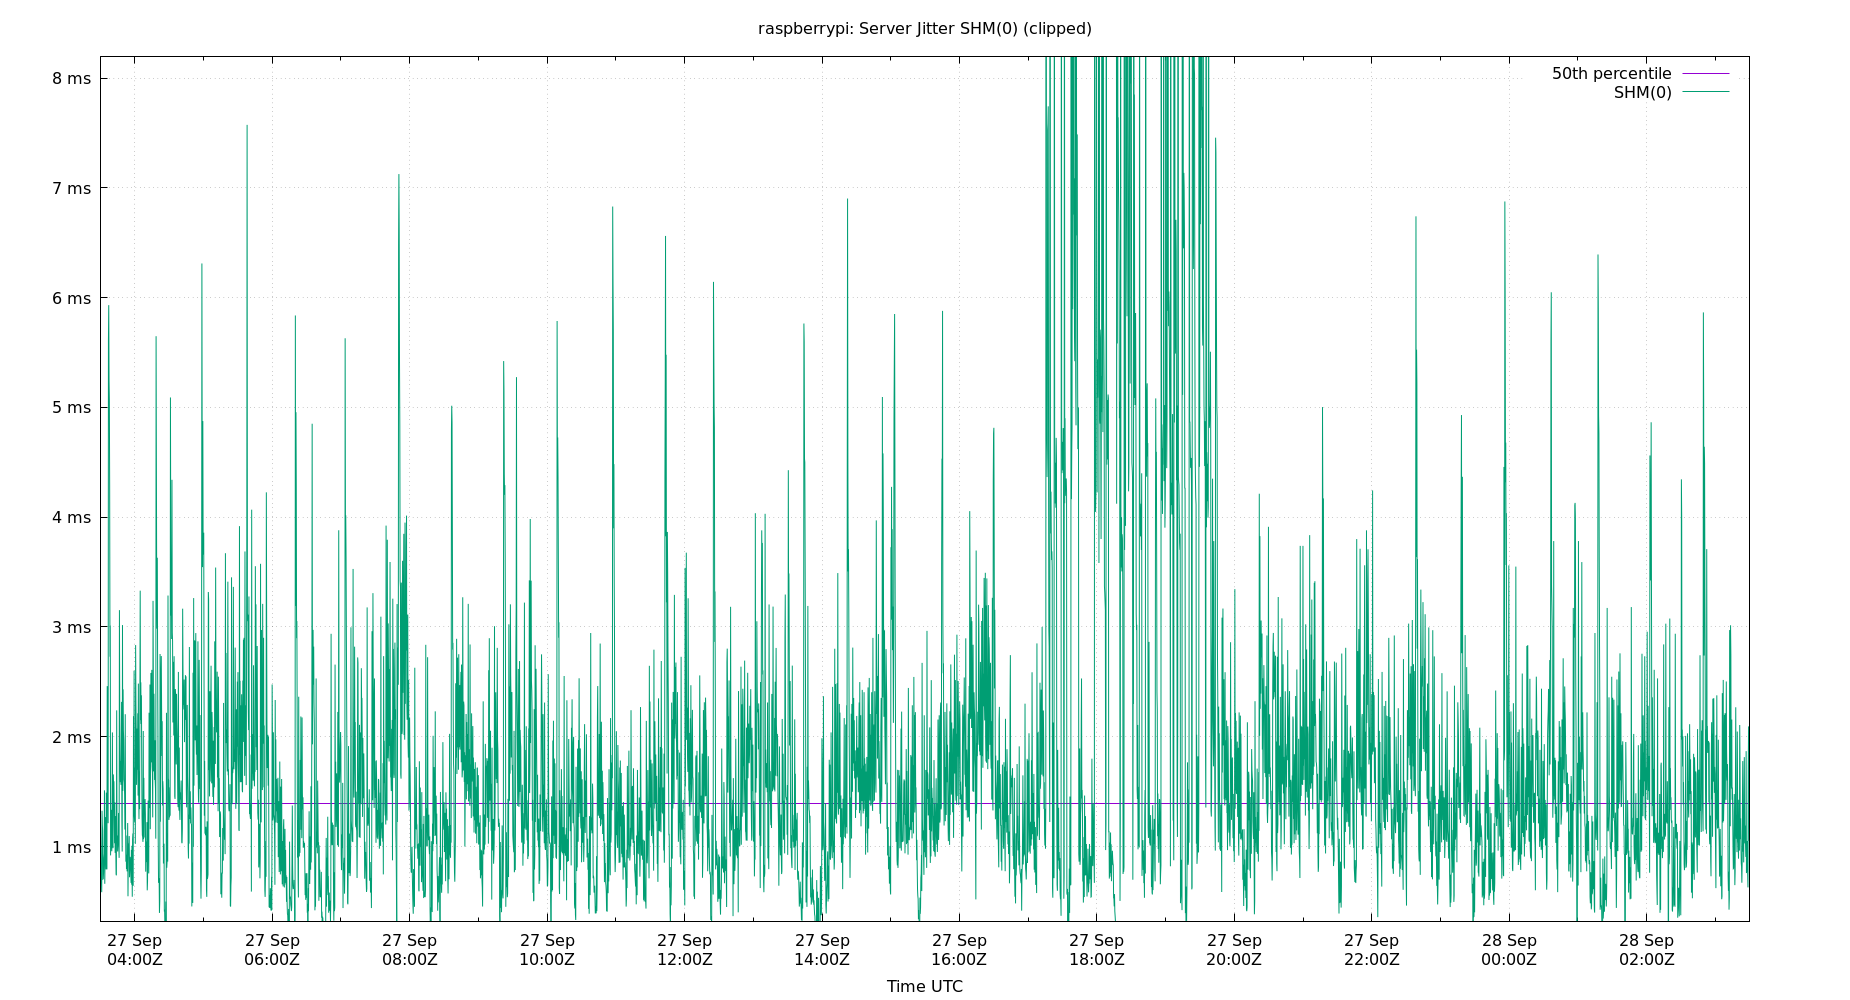 raspberrypi: Server Jitter SHM(0) (clipped)
50th percentile
SHM(0)
8 ms
7 ms
6 ms
5 ms
4 ms
3 ms
2 ms
1 ms
27 Sep 27 Sep 27 Sep 27 Sep 27 Sep 27 Sep 27 Sep 27 Sep 27 Sep 27 Sep 28 Sep 28 Sep
04:00Z 06:00Z 08:00Z 10:00Z 12:00Z 14:00Z 16:00Z 18:00Z 20:00Z 22:00Z 00:00Z 02:00Z
Time UTC